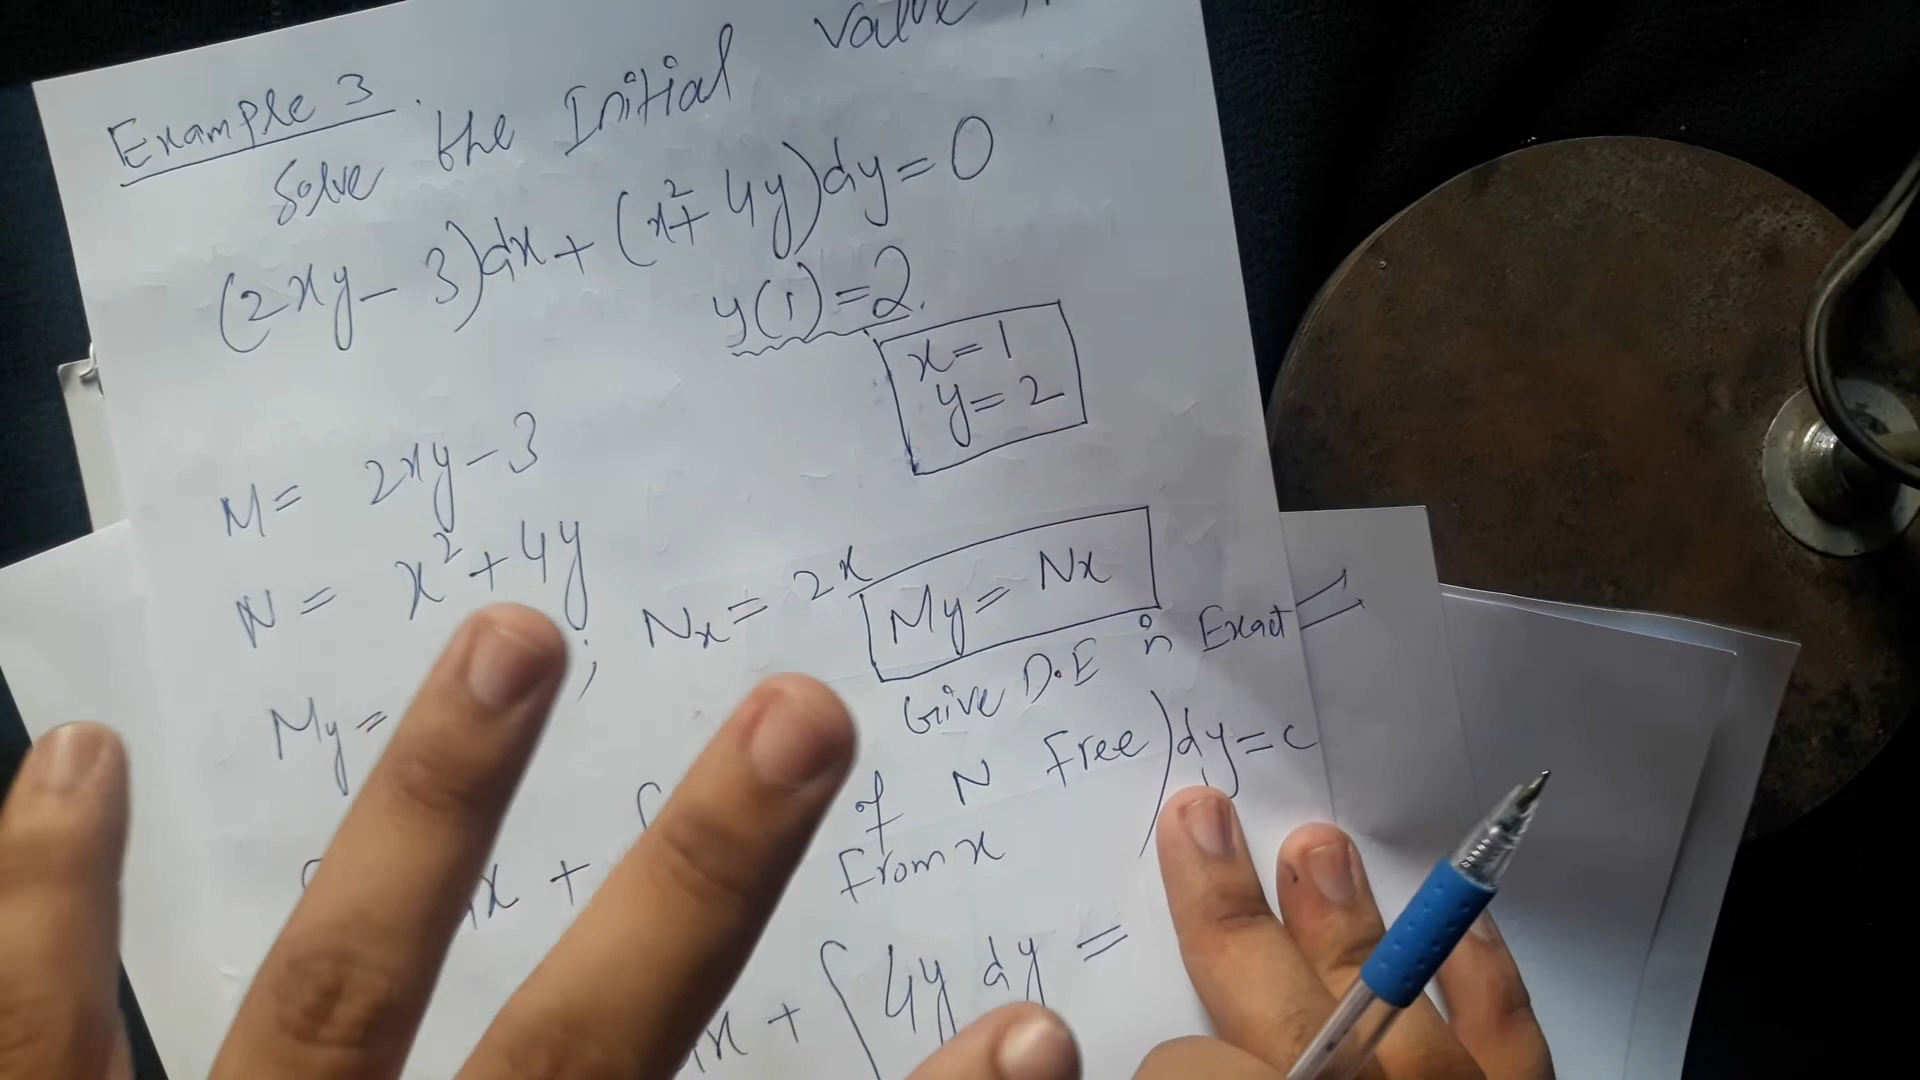 Example 3.
Solve the Initial Value
(2xy-3)dx+(x²+4y)dy=0
y(1)=2.
x=1
y=2
M= 2xy-3
N= x²+4y
My= ; Nx= 2x
My= Nx
Give D.E is Exact
x + of N Free)dy=c
From x
x + ∫4y dy =